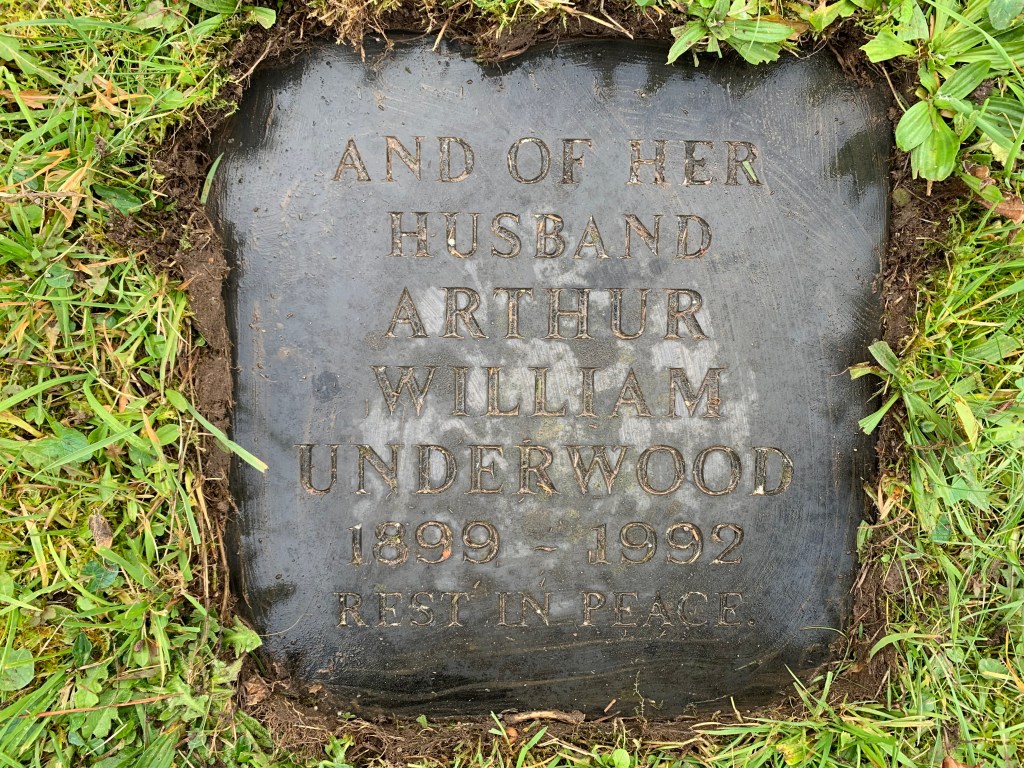 AND OF HER
HUSBAND
ARTHUR
WILLIAM
UNDERWOOD
1899 ~ 1992
REST IN PEACE.